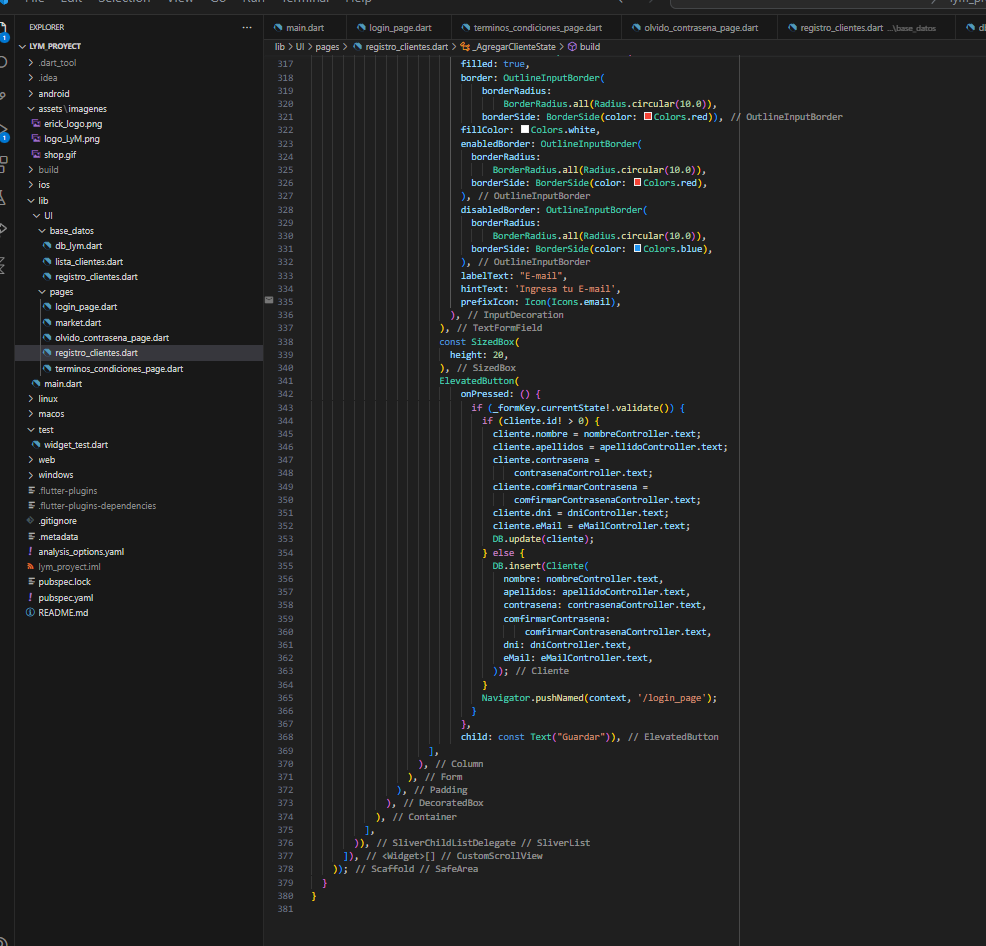 File Edit Selection View Go Run Terminal Help
EXPLORER
LYM_PROYECT
.dart_tool
.idea
android
assets\imagenes
erick_logo.png
logo_LyM.png
shop.gif
build
ios
lib
UI
base_datos
db_lym.dart
lista_clientes.dart
registro_clientes.dart
pages
login_page.dart
market.dart
olvido_contrasena_page.dart
registro_clientes.dart
terminos_condiciones_page.dart
main.dart
linux
macos
test
widget_test.dart
web
windows
.flutter-plugins
.flutter-plugins-dependencies
.gitignore
.metadata
analysis_options.yaml
lym_proyect.iml
pubspec.lock
pubspec.yaml
README.md
main.dart login_page.dart terminos_condiciones_page.dart olvido_contrasena_page.dart registro_clientes.dart ...\base_datos
lib > UI > pages > registro_clientes.dart > _AgregarClienteState > build
317 filled: true,
318 border: OutlineInputBorder(
319 borderRadius:
320 BorderRadius.all(Radius.circular(10.0)),
321 borderSide: BorderSide(color: Colors.red)), // OutlineInputBorder
322 fillColor: Colors.white,
323 enabledBorder: OutlineInputBorder(
324 borderRadius:
325 BorderRadius.all(Radius.circular(10.0)),
326 borderSide: BorderSide(color: Colors.red),
327 ), // OutlineInputBorder
328 disabledBorder: OutlineInputBorder(
329 borderRadius:
330 BorderRadius.all(Radius.circular(10.0)),
331 borderSide: BorderSide(color: Colors.blue),
332 ), // OutlineInputBorder
333 labelText: "E-mail",
334 hintText: 'Ingresa tu E-mail',
335 prefixIcon: Icon(Icons.email),
336 ), // InputDecoration
337 ), // TextFormField
338 const SizedBox(
339 height: 20,
340 ), // SizedBox
341 ElevatedButton(
342 onPressed: () {
343 if (_formKey.currentState!.validate()) {
344 if (cliente.id! > 0) {
345 cliente.nombre = nombreController.text;
346 cliente.apellidos = apellidoController.text;
347 cliente.contrasena =
348 contrasenaController.text;
349 cliente.comfirmarContrasena =
350 comfirmarContrasenaController.text;
351 cliente.dni = dniController.text;
352 cliente.eMail = eMailController.text;
353 DB.update(cliente);
354 } else {
355 DB.insert(Cliente(
356 nombre: nombreController.text,
357 apellidos: apellidoController.text,
358 contrasena: contrasenaController.text,
359 comfirmarContrasena:
360 comfirmarContrasenaController.text,
361 dni: dniController.text,
362 eMail: eMailController.text,
363 )); // Cliente
364 }
365 Navigator.pushNamed(context, '/login_page');
366 }
367 },
368 child: const Text("Guardar")), // ElevatedButton
369 ],
370 ), // Column
371 ), // Form
372 ), // Padding
373 ), // DecoratedBox
374 ), // Container
375 ],
376 )), // SliverChildListDelegate // SliverList
377 ]), // <Widget>[] // CustomScrollView
378 )); // Scaffold // SafeArea
379 }
380 }
381